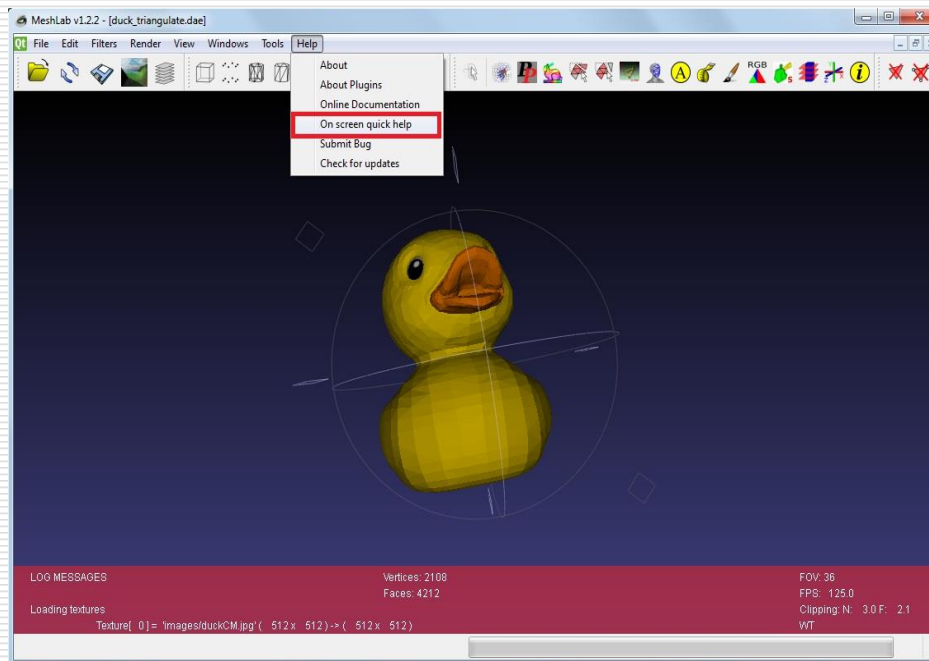 MeshLab v1.2.2 - [duck_triangulate.dae]
Qt File Edit Filters Render View Windows Tools Help
About
About Plugins
Online Documentation
On screen quick help
Submit Bug
Check for updates
A
RGB
i
LOG MESSAGES
Vertices: 2108
Faces: 4212
Loading textures
Texture[ 0] = 'images/duckCM.jpg' ( 512 x 512) -> ( 512 x 512)
FOV: 36
FPS: 125.0
Clipping: N: 3.0 F: 2.1
WT